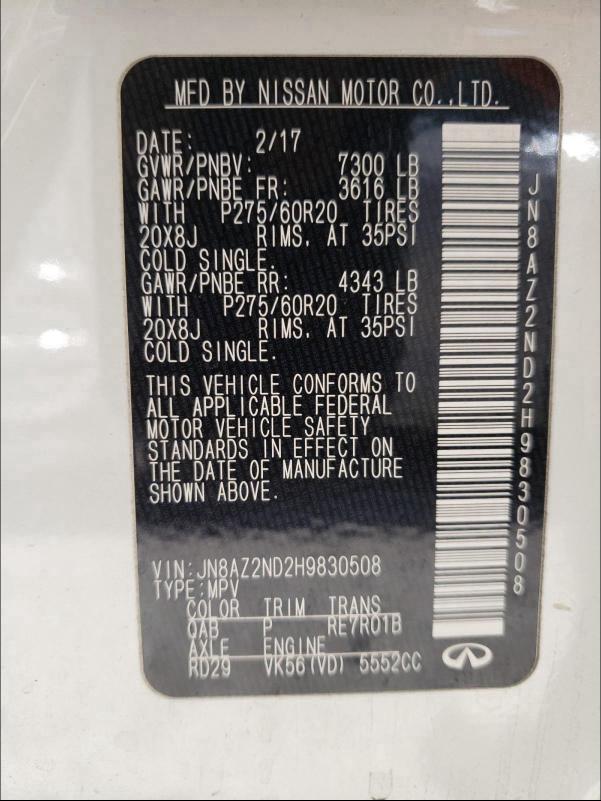 MFD BY NISSAN MOTOR CO.,LTD.
DATE: 2/17
GVWR/PNBV: 7300 LB
GAWR/PNBE FR: 3616 LB
WITH P275/60R20 TIRES
20X8J RIMS, AT 35PSI
COLD SINGLE.
GAWR/PNBE RR: 4343 LB
WITH P275/60R20 TIRES
20X8J RIMS, AT 35PSI
COLD SINGLE.
THIS VEHICLE CONFORMS TO
ALL APPLICABLE FEDERAL
MOTOR VEHICLE SAFETY
STANDARDS IN EFFECT ON
THE DATE OF MANUFACTURE
SHOWN ABOVE.
VIN:JN8AZ2ND2H9830508
TYPE:MPV
COLOR TRIM TRANS
QAB P RE7R01B
AXLE ENGINE
RD29 VK56(VD) 5552CC
JN8AZ2ND2H9830508